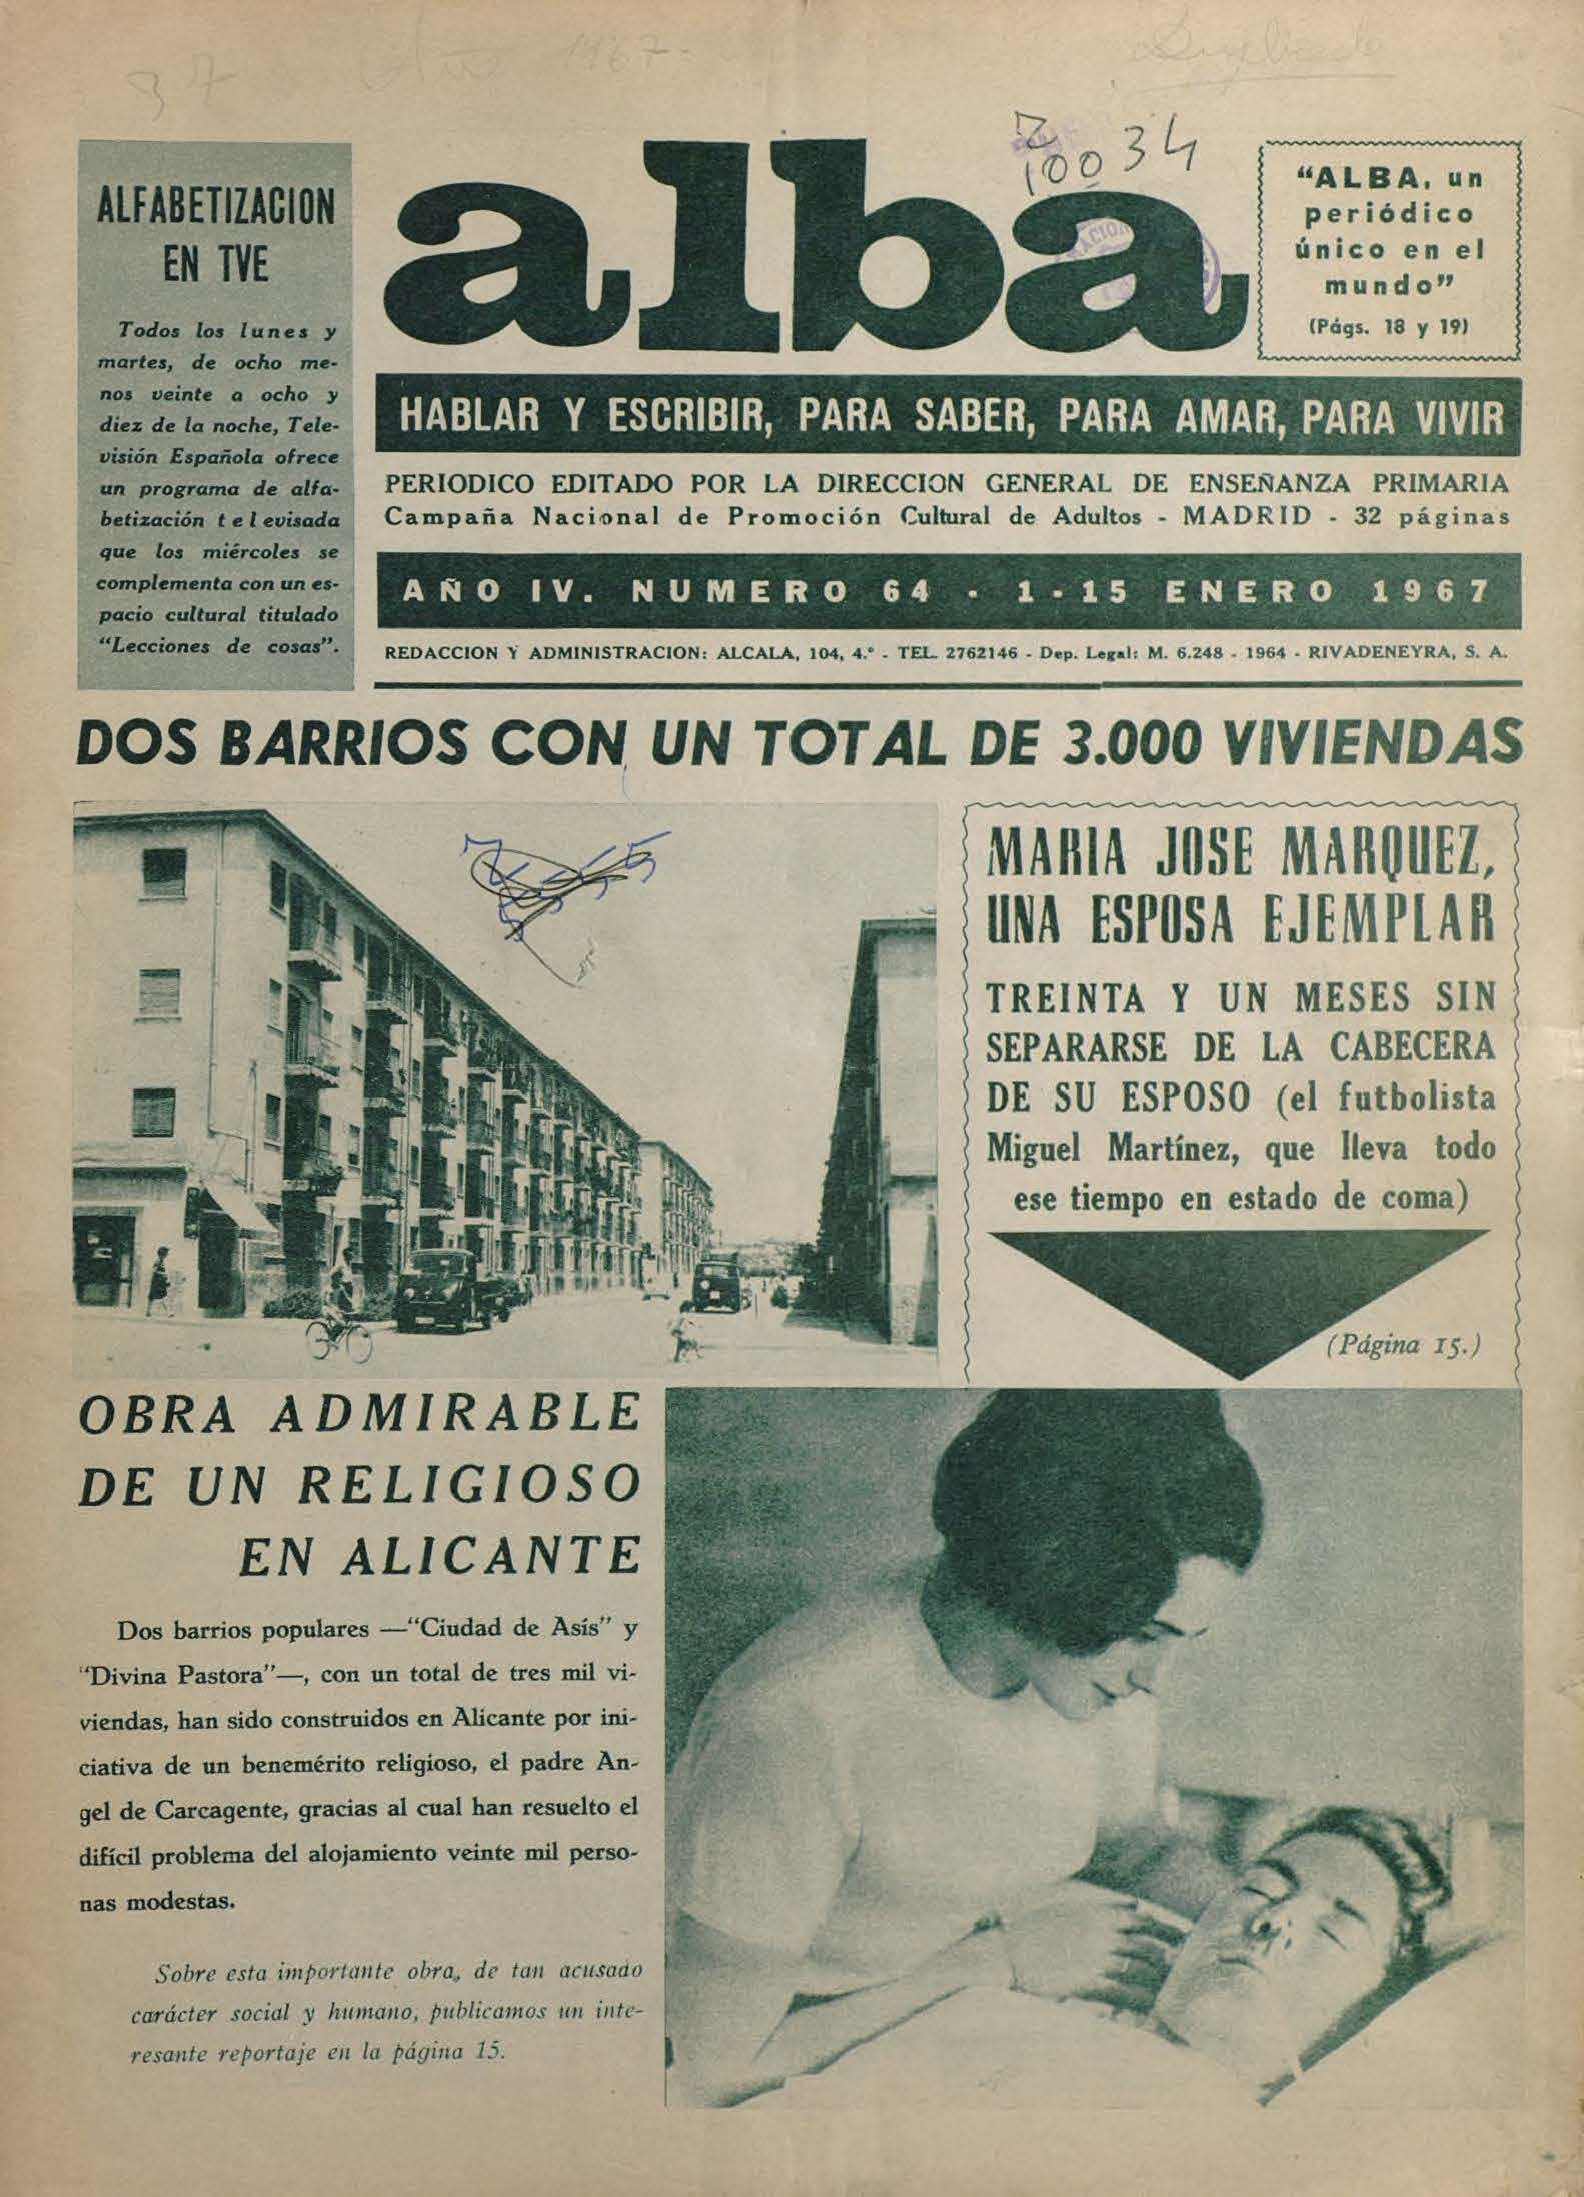 1967
37
ALFABETIZACION
EN TVE
Todos los lunes y
martes, de ocho me-
nos veinte a ocho y
diez de la noche, Tele-
visión Española ofrece
un programa de alfa-
betización televisada
que los miércoles se
complementa con un es-
pacio cultural titulado
"Lecciones de cosas".
alba
10034
"ALBA, un
periódico
único en el
mundo"
(Págs. 18 y 19)
HABLAR Y ESCRIBIR, PARA SABER, PARA AMAR, PARA VIVIR
PERIODICO EDITADO POR LA DIRECCION GENERAL DE ENSEÑANZA PRIMARIA
Campaña Nacional de Promoción Cultural de Adultos - MADRID - 32 páginas
AÑO IV. NUMERO 64 - 1-15 ENERO 1967
REDACCION Y ADMINISTRACION: ALCALA, 104, 4.º - TEL. 2762146 - Dep. Legal: M. 6.248 - 1964 - RIVADENEYRA, S. A.
DOS BARRIOS CON UN TOTAL DE 3.000 VIVIENDAS
MARIA JOSE MARQUEZ,
UNA ESPOSA EJEMPLAR
TREINTA Y UN MESES SIN
SEPARARSE DE LA CABECERA
DE SU ESPOSO (el futbolista
Miguel Martínez, que lleva todo
ese tiempo en estado de coma)
(Página 15.)
OBRA ADMIRABLE
DE UN RELIGIOSO
EN ALICANTE
Dos barrios populares —"Ciudad de Asís" y
"Divina Pastora"—, con un total de tres mil vi-
viendas, han sido construidos en Alicante por ini-
ciativa de un benemérito religioso, el padre An-
gel de Carcagente, gracias al cual han resuelto el
difícil problema del alojamiento veinte mil perso-
nas modestas.
Sobre esta importante obra, de tan acusado
carácter social y humano, publicamos un inte-
resante reportaje en la página 15.